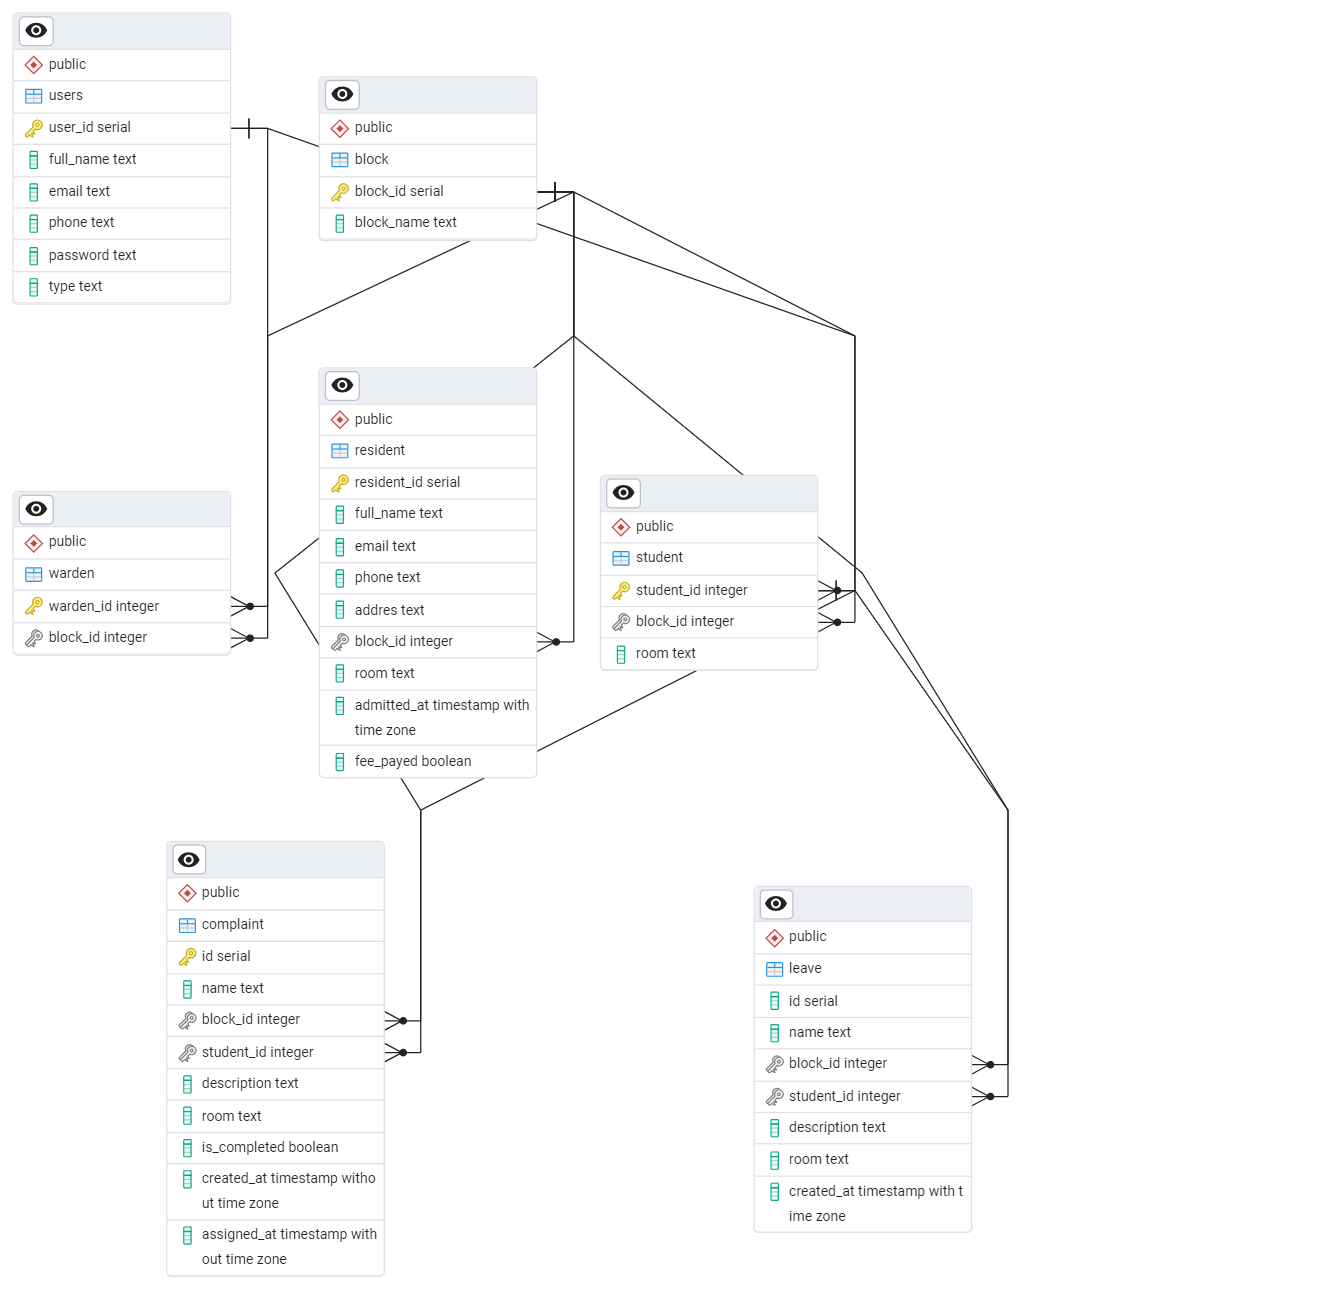 public
users
user_id serial
full_name text
email text
phone text
password text
type text
public
block
block_id serial
block_name text
public
resident
resident_id serial
full_name text
email text
phone text
addres text
block_id integer
room text
admitted_at timestamp with
time zone
fee_payed boolean
public
warden
warden_id integer
block_id integer
public
student
student_id integer
block_id integer
room text
public
complaint
id serial
name text
block_id integer
student_id integer
description text
room text
is_completed boolean
created_at timestamp witho
ut time zone
assigned_at timestamp with
out time zone
public
leave
id serial
name text
block_id integer
student_id integer
description text
room text
created_at timestamp with t
ime zone